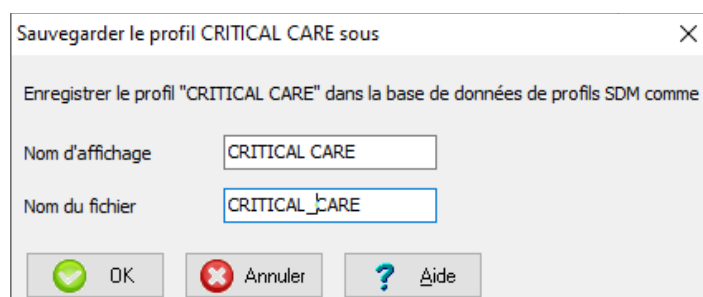 Sauvegarder le profil CRITICAL CARE sous
Enregistrer le profil "CRITICAL CARE" dans la base de données de profils SDM comme
Nom d'affichage CRITICAL CARE
Nom du fichier CRITICAL_CARE
OK Annuler ? Aide